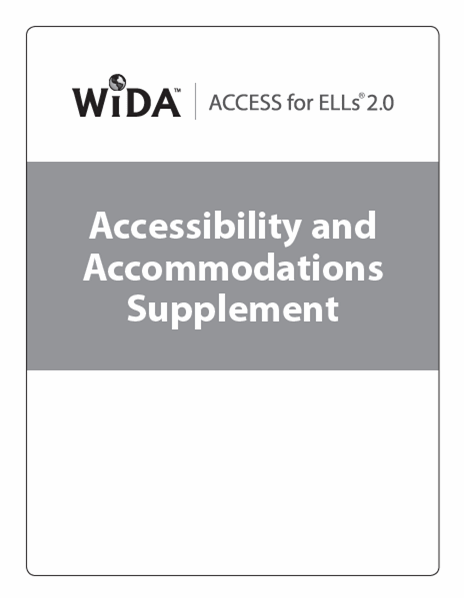 WiDA™ | ACCESS for ELLs® 2.0
Accessibility and
Accommodations
Supplement